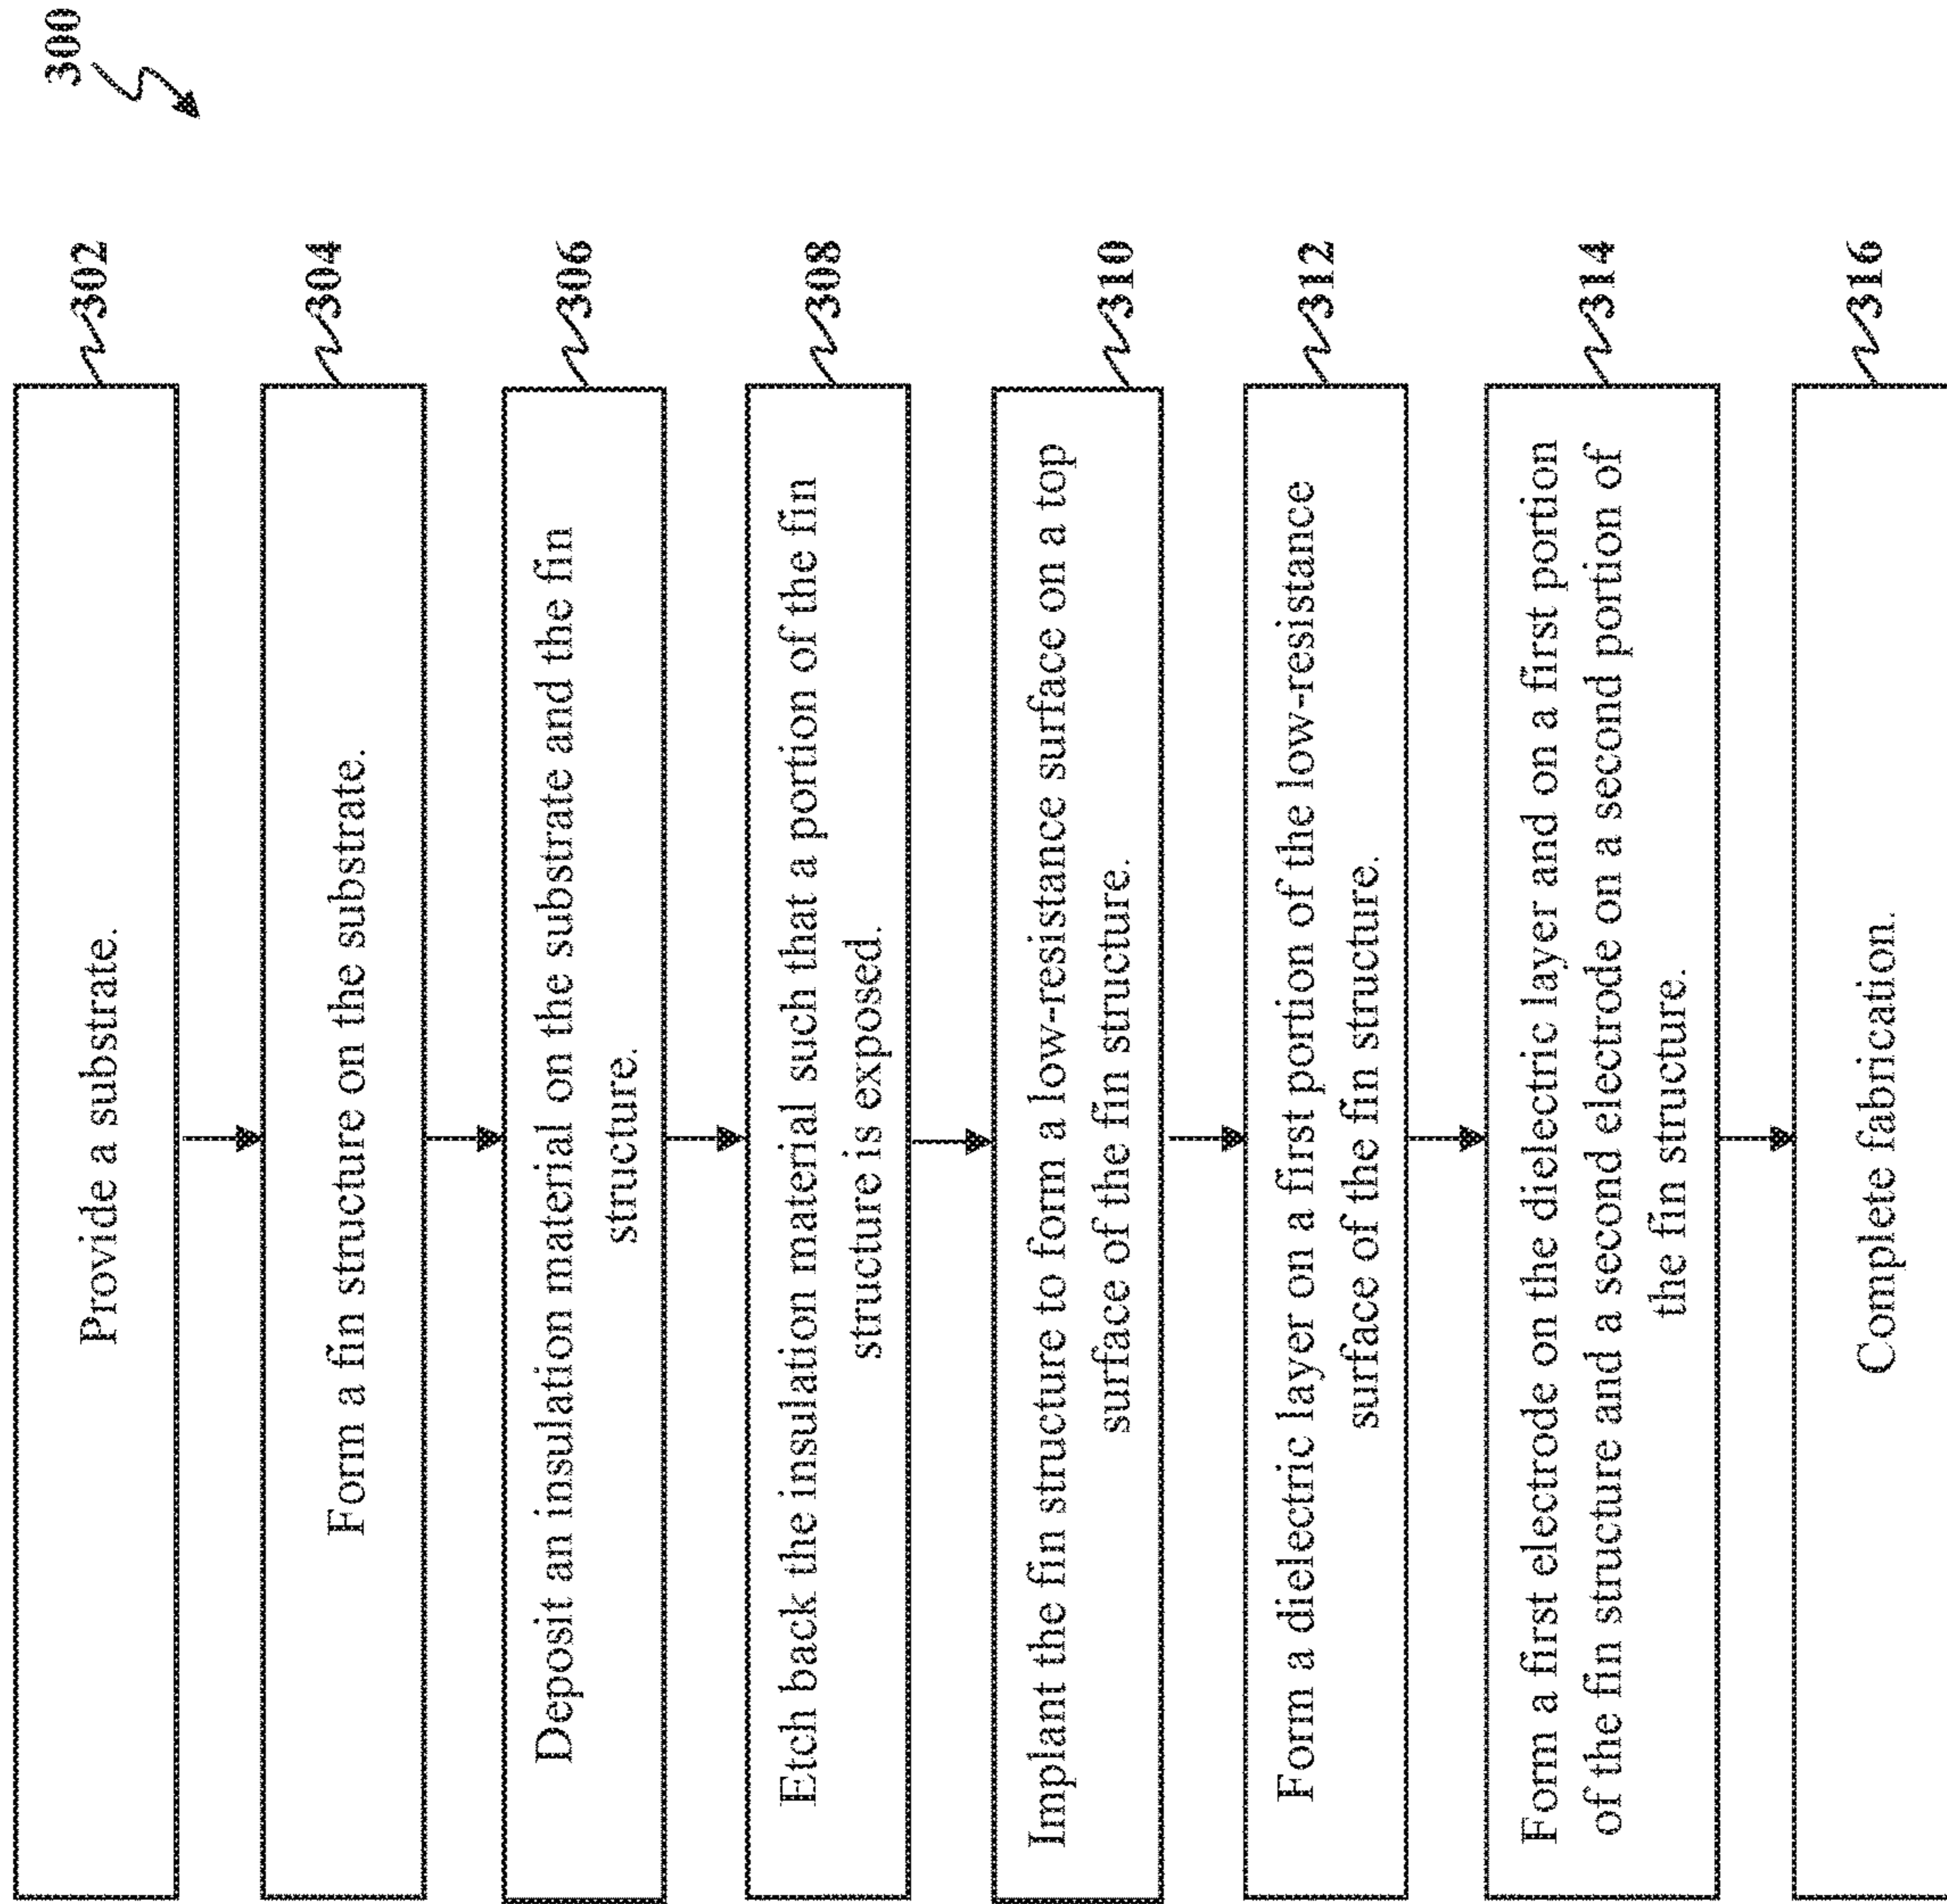 300
302
Provide a substrate.
304
Form a fin structure on the substrate.
306
Deposit an insulation material on the substrate and the fin
structure.
308
Etch back the insulation material such that a portion of the fin
structure is exposed.
310
Implant the fin structure to form a low-resistance surface on a top
surface of the fin structure.
312
Form a dielectric layer on a first portion of the low-resistance
surface of the fin structure.
314
Form a first electrode on the dielectric layer and on a first portion
of the fin structure and a second electrode on a second portion of
the fin structure.
316
Complete fabrication.